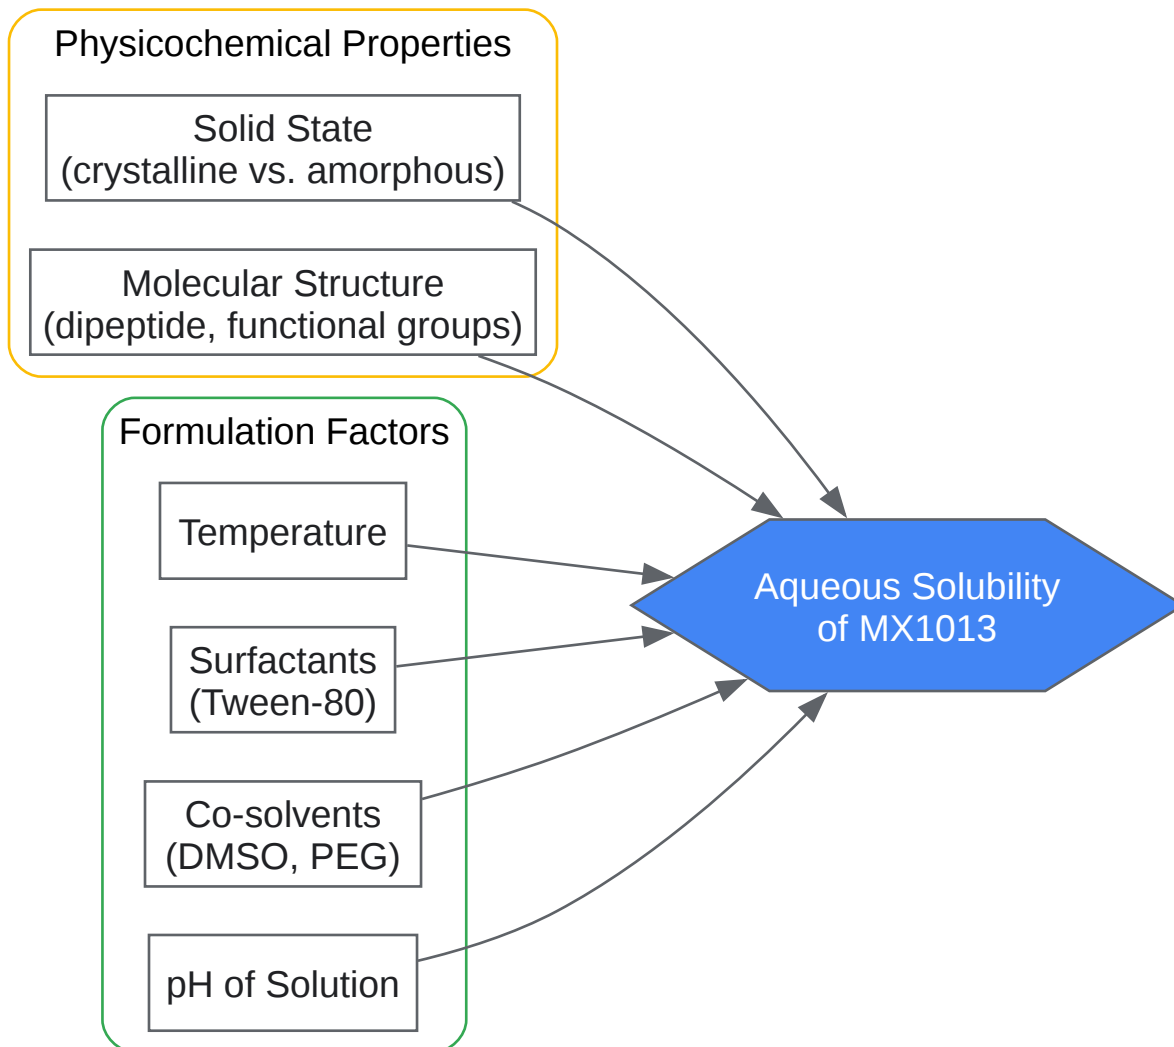 Physicochemical Properties
Solid State
(crystalline vs. amorphous)
Molecular Structure
(dipeptide, functional groups)
Formulation Factors
Temperature
Surfactants
(Tween-80)
Co-solvents
(DMSO, PEG)
pH of Solution
Aqueous Solubility
of MX1013